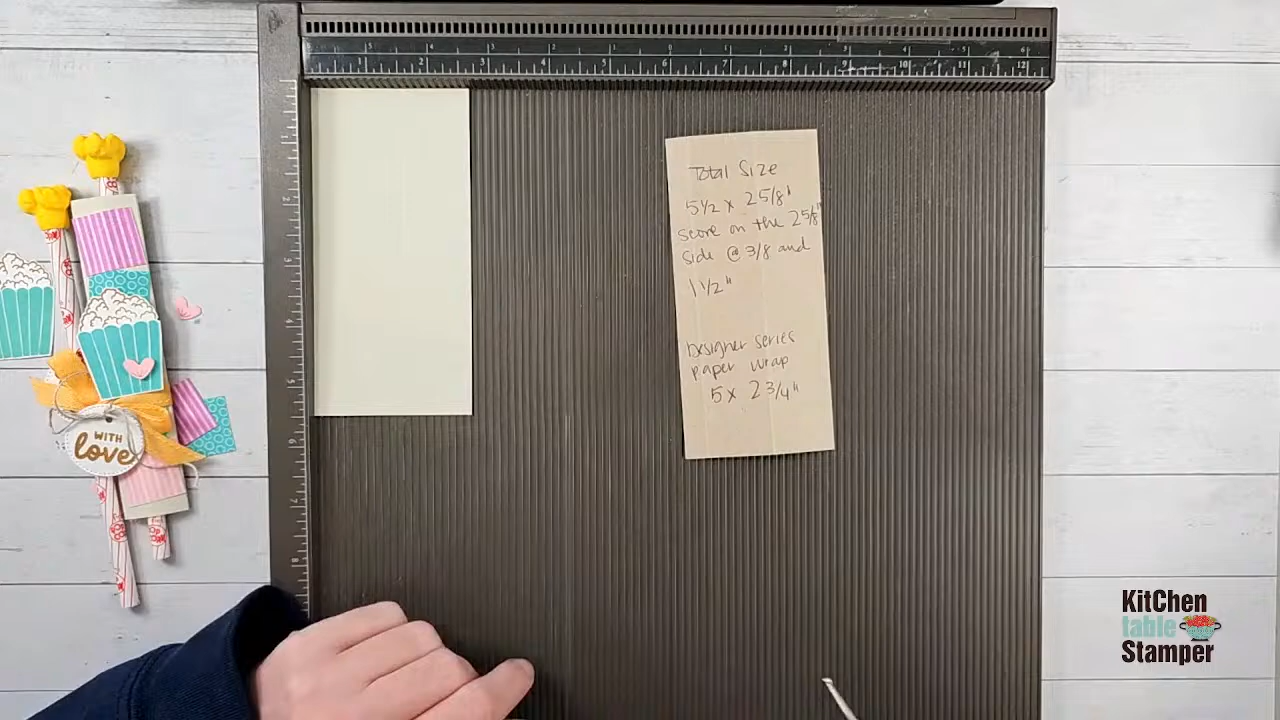 Total Size
5 1/2 x 2 5/8"
score on the 2 5/8"
side @ 3/8 and
1 1/2"
Designer series
paper wrap
5 x 2 3/4"
WITH
love
KitCHen
table
Stamper